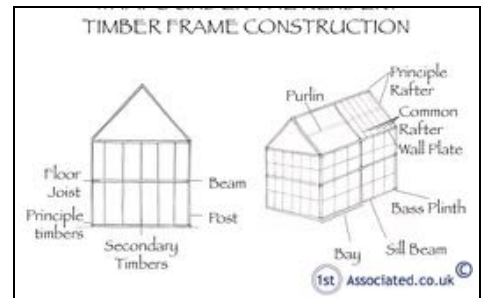 TIMBER FRAME CONSTRUCTION
Principle
Rafter
Purlin
Common
Rafter
Wall Plate
Floor
Joist
Beam
Principle
timbers
Post
Bass Plinth
Secondary
Timbers
Bay
Sill Beam
1st Associated.co.uk ©